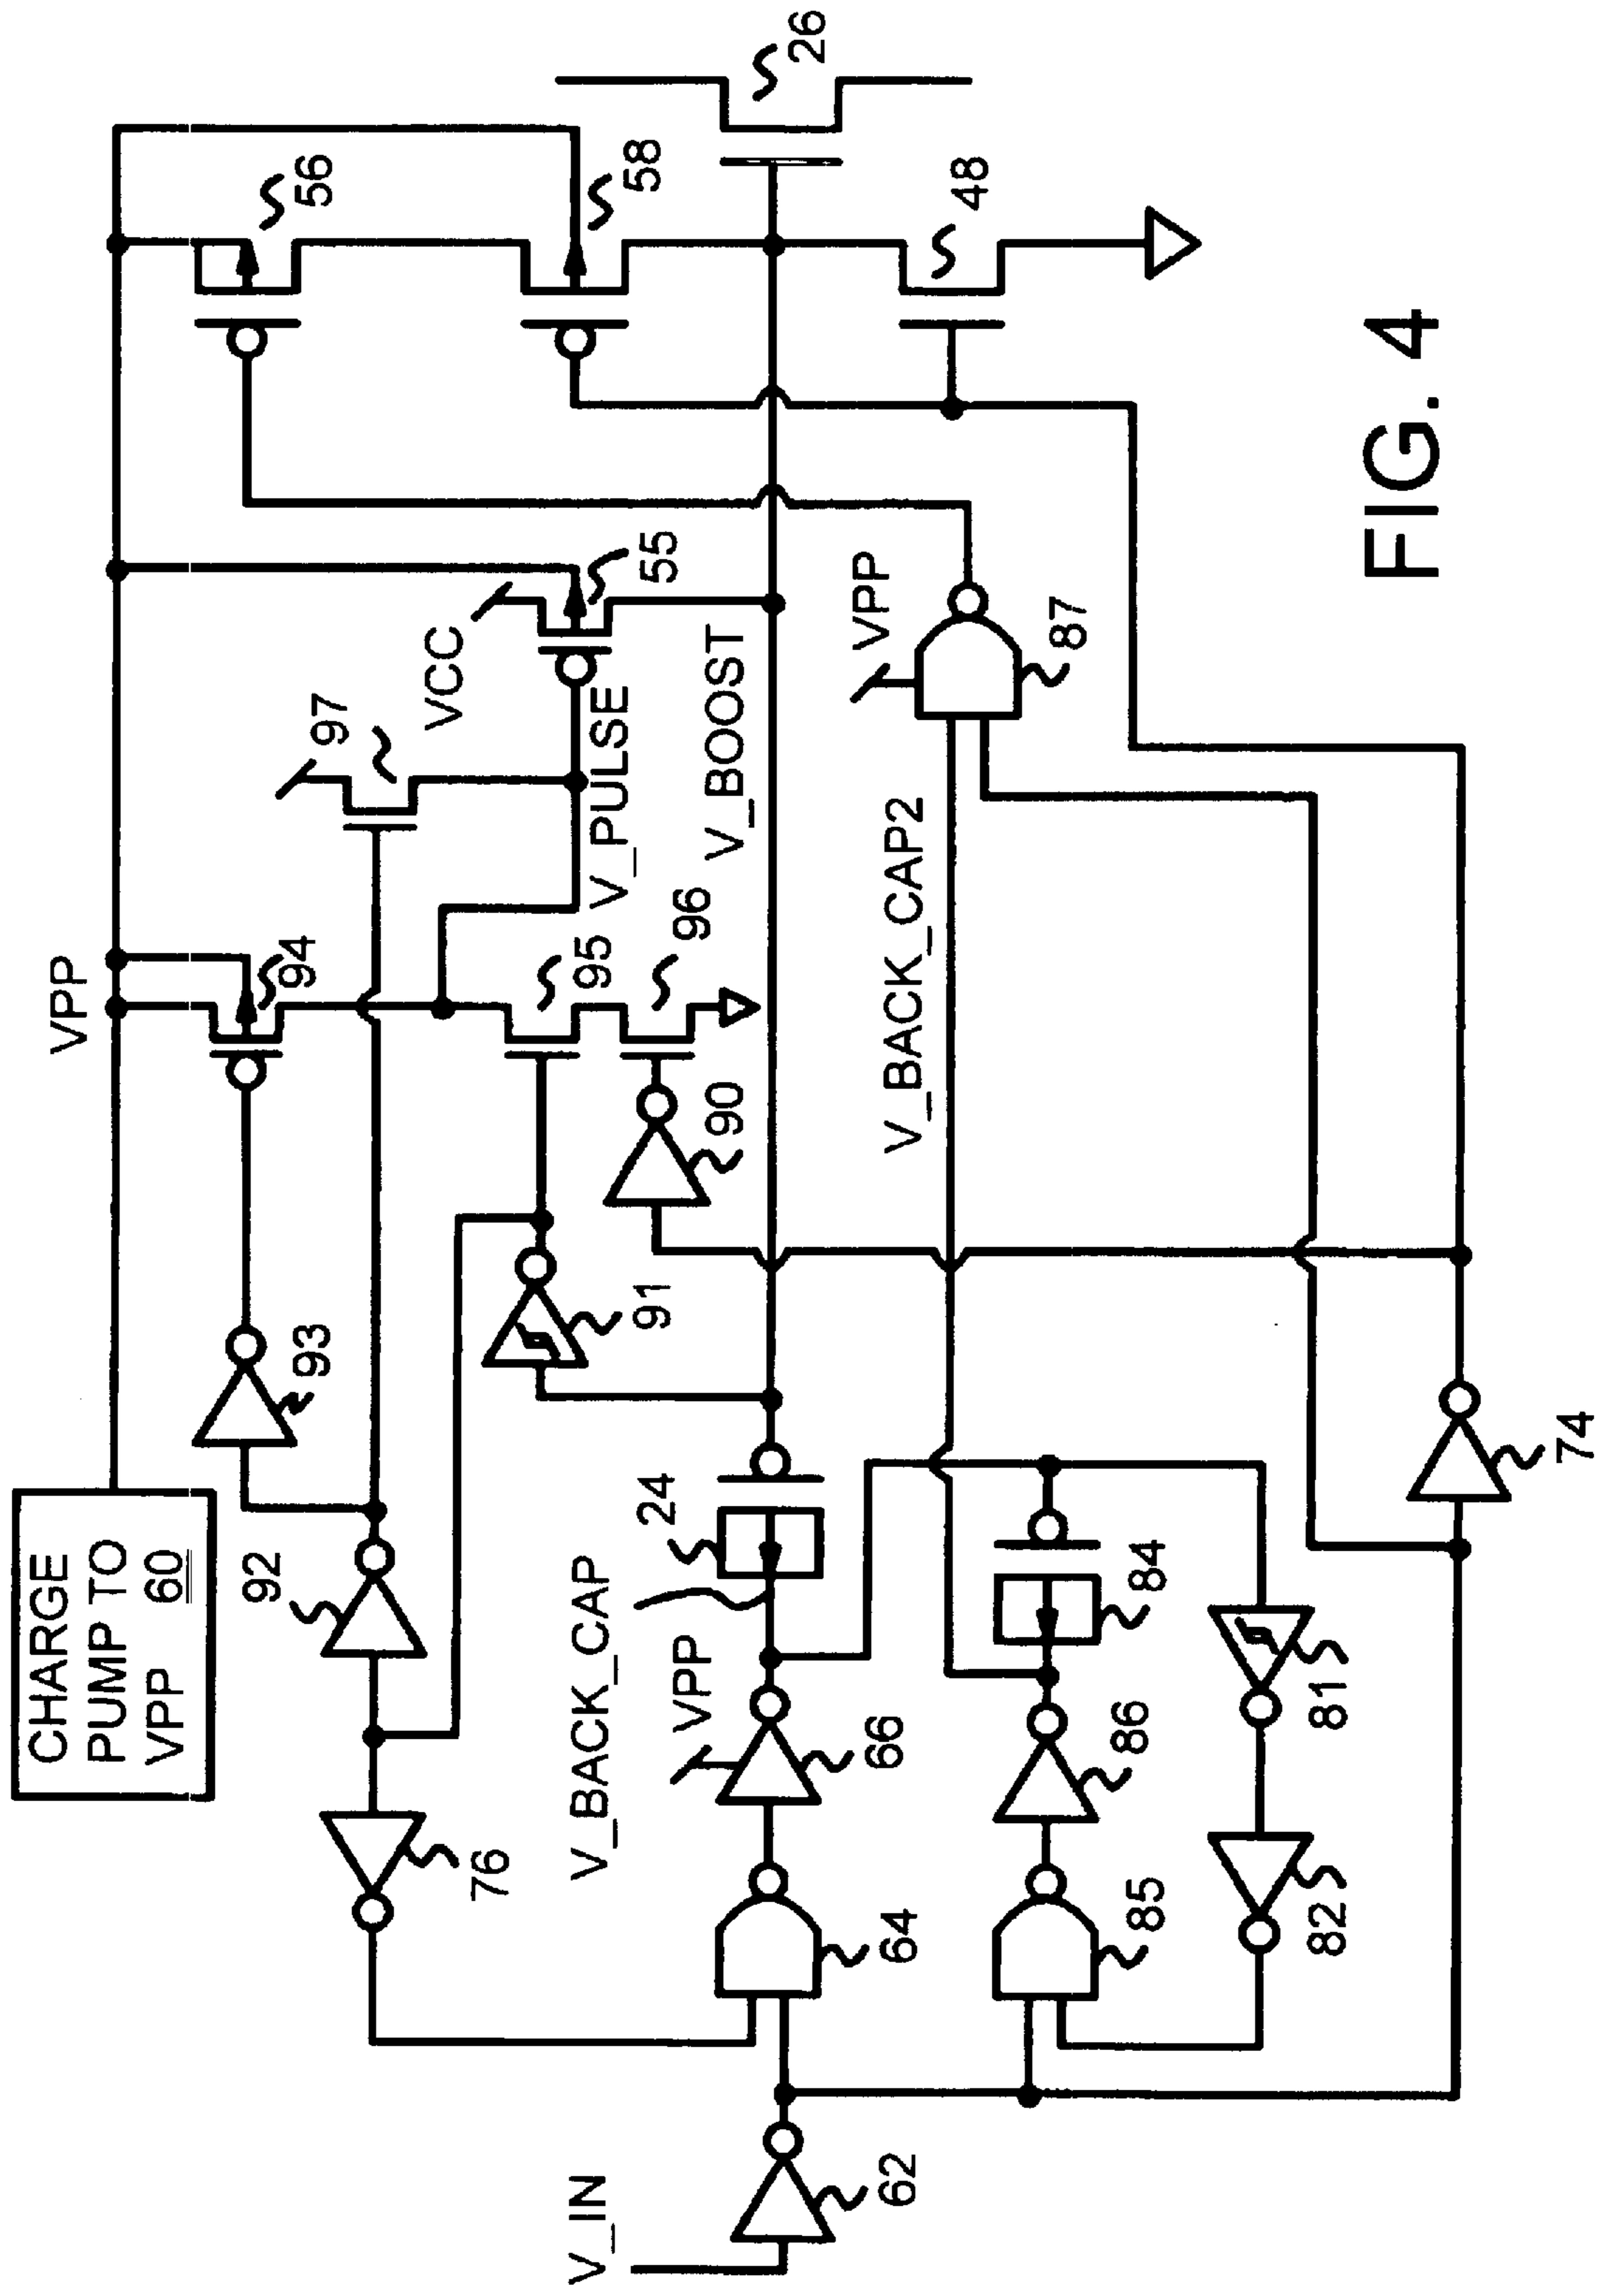 CHARGE
PUMP TO
VPP 60
VPP
93
94
56
92
97
VCC
58
26
76
91
95
96
V_PULSE
55
V_BACK_CAP
24
90
V_BOOST
48
VPP
66
V_IN
62
64
V_BACK_CAP2
VPP
87
86
84
85
81
82
74
FIG. 4